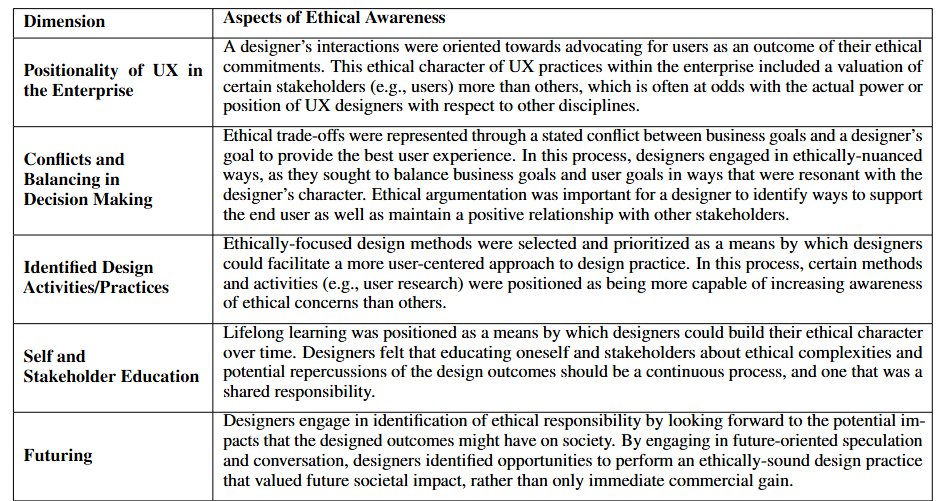 Dimension
Aspects of Ethical Awareness
Positionality of UX in
the Enterprise
A designer's interactions were oriented towards advocating for users as an outcome of their ethical
commitments. This ethical character of UX practices within the enterprise included a valuation of
certain stakeholders (e.g., users) more than others, which is often at odds with the actual power or
position of UX designers with respect to other disciplines.
Conflicts and
Balancing in
Decision Making
Ethical trade-offs were represented through a stated conflict between business goals and a designer's
goal to provide the best user experience. In this process, designers engaged in ethically-nuanced
ways, as they sought to balance business goals and user goals in ways that were resonant with the
designer's character. Ethical argumentation was important for a designer to identify ways to support
the end user as well as maintain a positive relationship with other stakeholders.
Identified Design
Activities/Practices
Ethically-focused design methods were selected and prioritized as a means by which designers
could facilitate a more user-centered approach to design practice. In this process, certain methods
and activities (e.g., user research) were positioned as being more capable of increasing awareness
of ethical concerns than others.
Self and
Stakeholder Education
Lifelong learning was positioned as a means by which designers could build their ethical character
over time. Designers felt that educating oneself and stakeholders about ethical complexities and
potential repercussions of the design outcomes should be a continuous process, and one that was a
shared responsibility.
Futuring
Designers engage in identification of ethical responsibility by looking forward to the potential im-
pacts that the designed outcomes might have on society. By engaging in future-oriented speculation
and conversation, designers identified opportunities to perform an ethically-sound design practice
that valued future societal impact, rather than only immediate commercial gain.